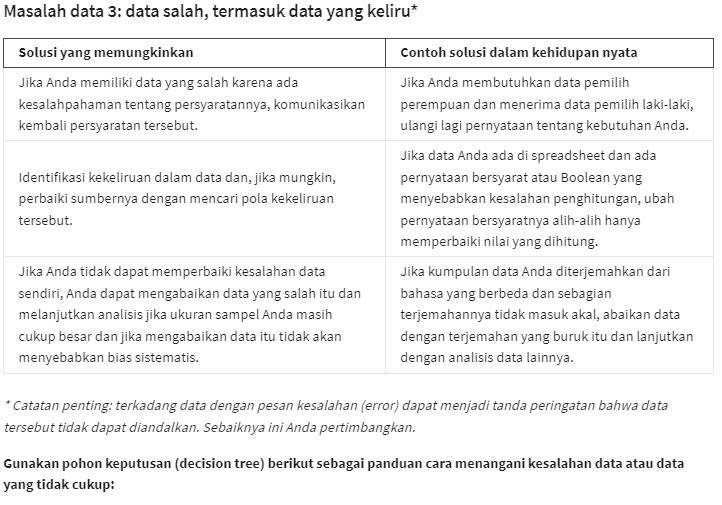 Masalah data 3: data salah, termasuk data yang keliru*
Solusi yang memungkinkan
Contoh solusi dalam kehidupan nyata
Jika Anda memiliki data yang salah karena ada
kesalahpahaman tentang persyaratannya, komunikasikan
kembali persyaratan tersebut.
Jika Anda membutuhkan data pemilih
perempuan dan menerima data pemilih laki-laki,
ulangi lagi pernyataan tentang kebutuhan Anda.
Identifikasi kekeliruan dalam data dan, jika mungkin,
perbaiki sumbernya dengan mencari pola kekeliruan
tersebut.
Jika data Anda ada di spreadsheet dan ada
pernyataan bersyarat atau Boolean yang
menyebabkan kesalahan penghitungan, ubah
pernyataan bersyaratnya alih-alih hanya
memperbaiki nilai yang dihitung.
Jika Anda tidak dapat memperbaiki kesalahan data
sendiri, Anda dapat mengabaikan data yang salah itu dan
melanjutkan analisis jika ukuran sampel Anda masih
cukup besar dan jika mengabaikan data itu tidak akan
menyebabkan bias sistematis.
Jika kumpulan data Anda diterjemahkan dari
bahasa yang berbeda dan sebagian
terjemahannya tidak masuk akal, abaikan data
dengan terjemahan yang buruk itu dan lanjutkan
dengan analisis data lainnya.
* Catatan penting: terkadang data dengan pesan kesalahan (error) dapat menjadi tanda peringatan bahwa data
tersebut tidak dapat diandalkan. Sebaiknya ini Anda pertimbangkan.
Gunakan pohon keputusan (decision tree) berikut sebagai panduan cara menangani kesalahan data atau data
yang tidak cukup: